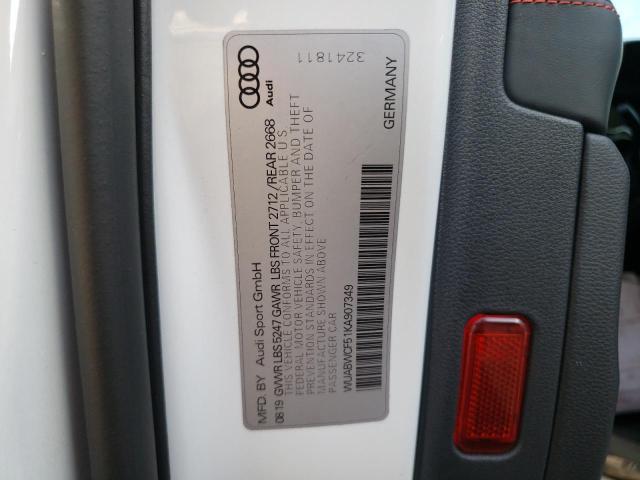 MFD. BY Audi Sport GmbH
08.19 GVWR LBS 5247 GAWR LBS FRONT 2712 / REAR 2668
THIS VEHICLE CONFORMS TO ALL APPLICABLE U S
FEDERAL MOTOR VEHICLE SAFETY, BUMPER AND THEFT
PREVENTION STANDARDS IN EFFECT ON THE DATE OF
MANUFACTURE SHOWN ABOVE
PASSENGER CAR
WUABWCF51KA907349
Audi
3241811
GERMANY